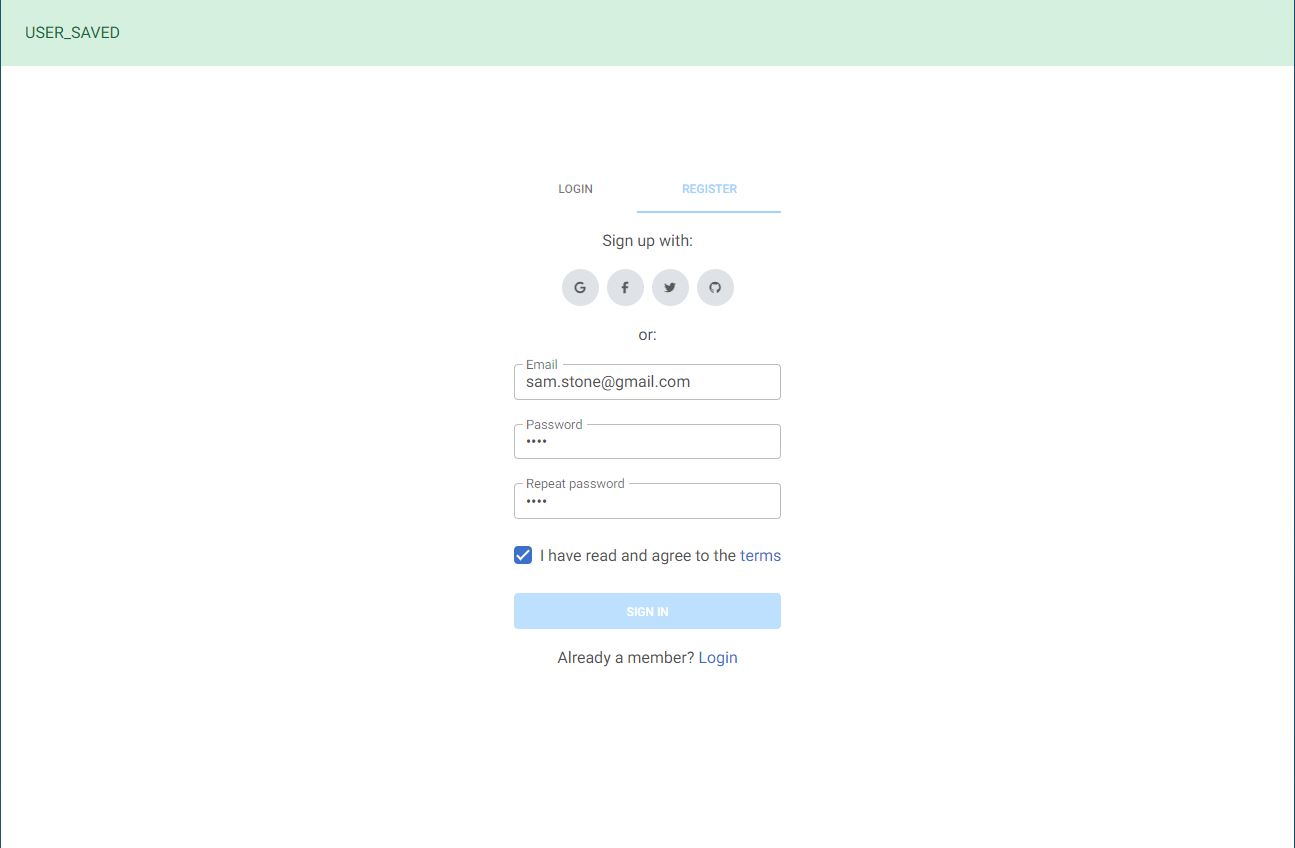 USER_SAVED
LOGIN REGISTER
Sign up with:
or:
Email
sam.stone@gmail.com
Password
••••
Repeat password
••••
I have read and agree to the terms
SIGN IN
Already a member? Login